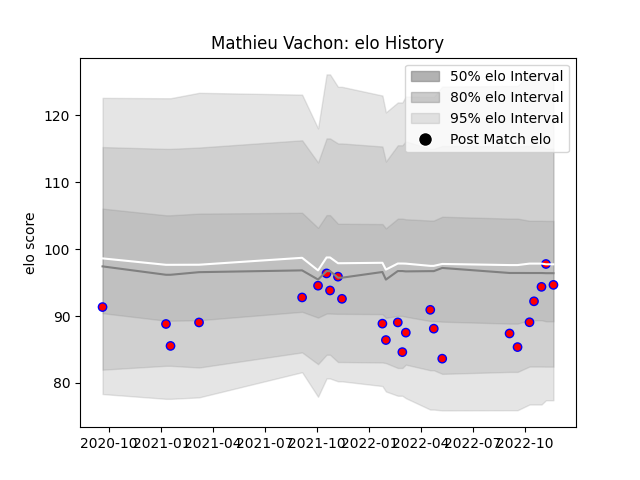 Mathieu Vachon: elo History
50% elo Interval
80% elo Interval
95% elo Interval
Post Match elo
elo score
120
110
100
90
80
2020-10 2021-01 2021-04 2021-07 2021-10 2022-01 2022-04 2022-07 2022-10